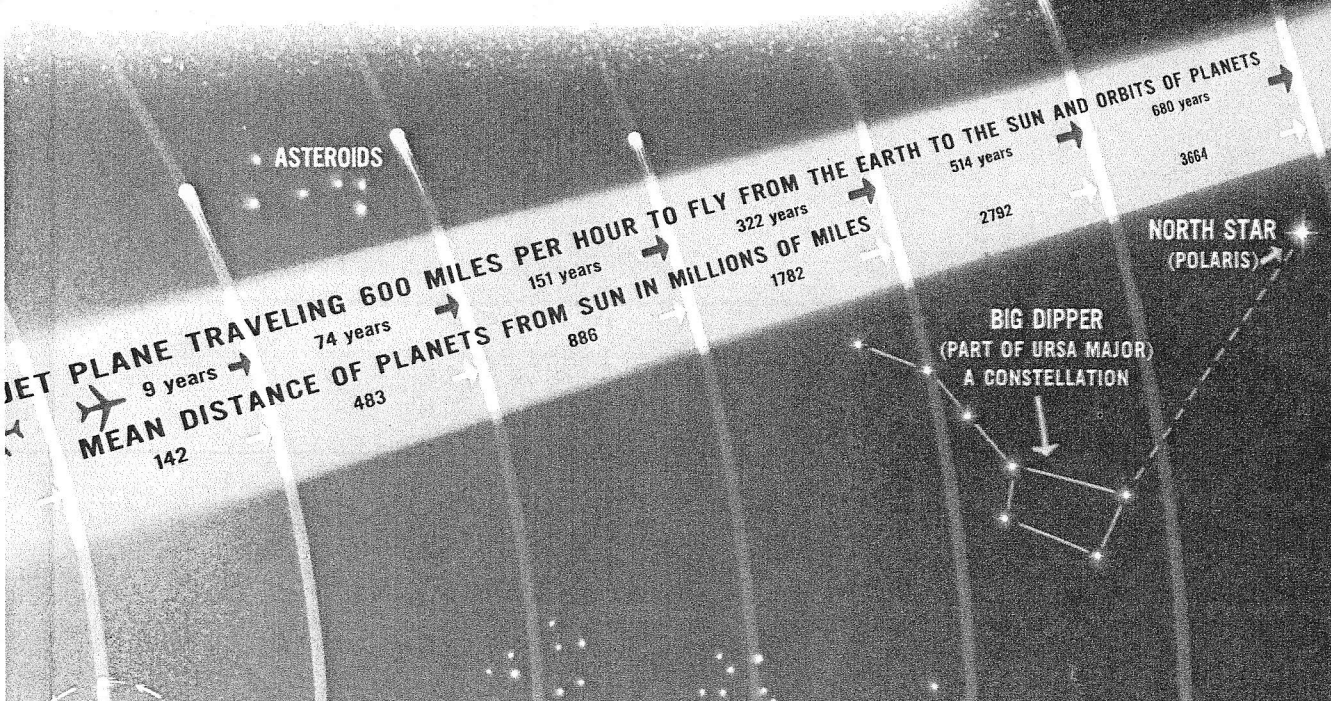 ASTEROIDS
JET PLANE TRAVELING 600 MILES PER HOUR TO FLY FROM THE EARTH TO THE SUN AND ORBITS OF PLANETS
9 years
74 years
151 years
322 years
514 years
680 years
MEAN DISTANCE OF PLANETS FROM SUN IN MILLIONS OF MILES
142
483
886
1782
2792
3664
NORTH STAR
(POLARIS)
BIG DIPPER
(PART OF URSA MAJOR)
A CONSTELLATION